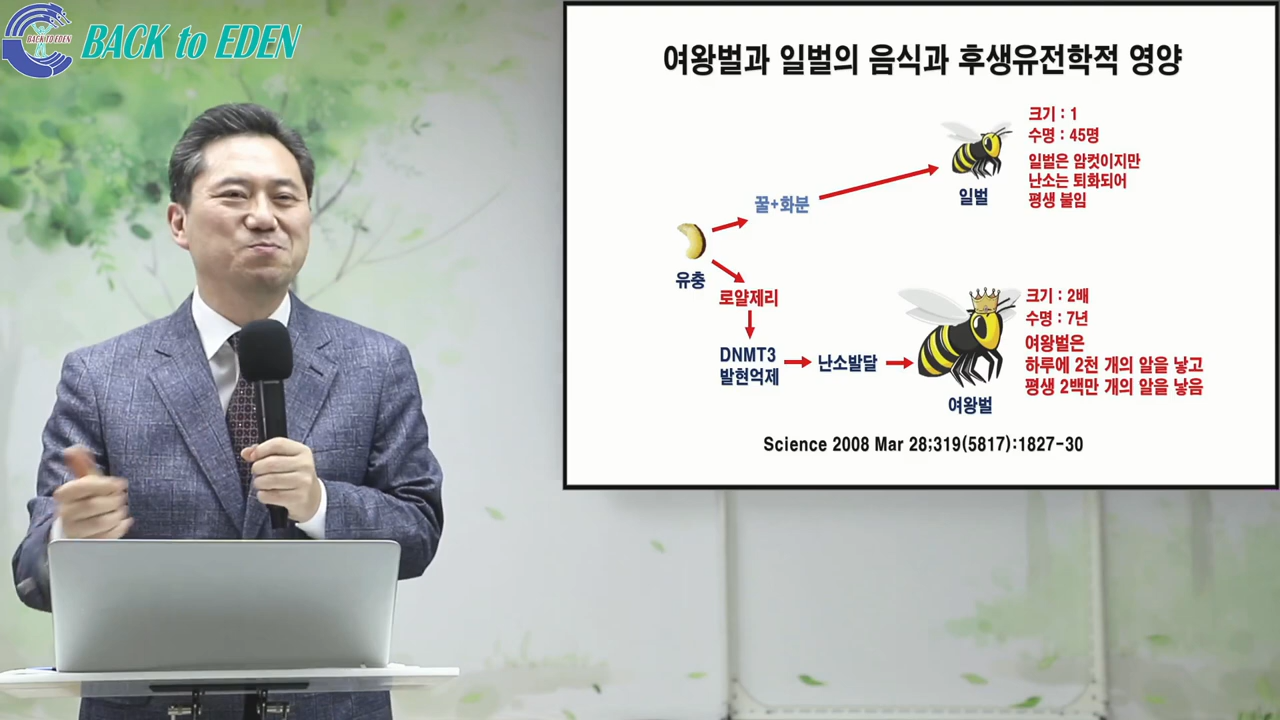 BACK TO EDEN
BACK to EDEN
여왕벌과 일벌의 음식과 후생유전학적 영양
크기 : 1
수명 : 45명
일벌은 암컷이지만
난소는 퇴화되어
평생 불임
일벌
꿀+화분
유충
로얄제리
DNMT3
발현억제
난소발달
크기 : 2배
수명 : 7년
여왕벌은
하루에 2천 개의 알을 낳고
평생 2백만 개의 알을 낳음
여왕벌
Science 2008 Mar 28;319(5817):1827-30